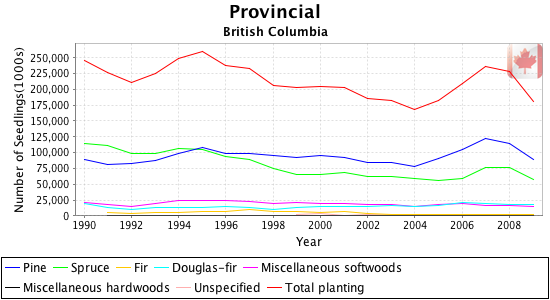 Provincial
British Columbia
Number of Seedlings(1000s)
250,000
225,000
200,000
175,000
150,000
125,000
100,000
75,000
50,000
25,000
0
1990 1992 1994 1996 1998 2000 2002 2004 2006 2008
Year
Pine Spruce Fir Douglas-fir Miscellaneous softwoods
Miscellaneous hardwoods Unspecified Total planting